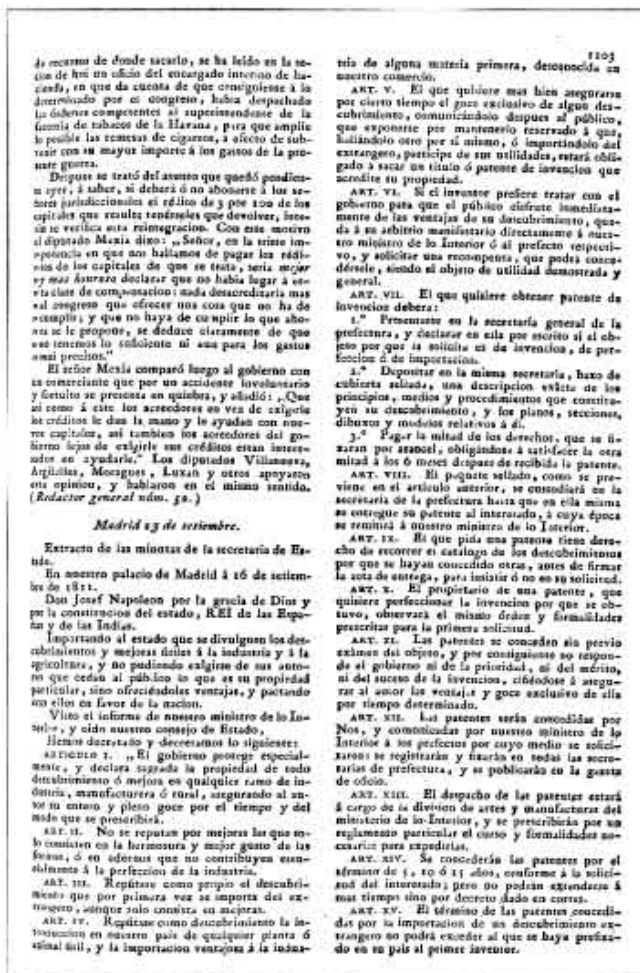 1103
de recursos de donde sacarlo, se ha leido en la se-
sion de hoi un oficio del encargado interino de ha-
cienda, en que da cuenta de que consiguiente á lo
determinado por el congreso, habia despachado
las órdenes competentes al superintendente de la
factoría de tabacos de la Havana, para que amplie
lo posible las remesas de cigarros, á efecto de sub-
venir con su mayor importe á los gastos de la pre-
sente guerra.
Despues se trató del asunto que quedó pendien-
te ayer, á saber, si deberá ó no abonarse á los se-
ñores jurisdiccionales el rédito de 3 por 100 de los
capitales que resulte tenérseles que devolver, ínte-
rin se verifica esta reintegracion. Con este motivo
el diputado Mexía dixo: „Señor, en la triste im-
potencia en que nos hallamos de pagar los rédi-
tos de los capitales de que se trata, seria mejor
y mas honroso declarar que no habia lugar á es-
ta clase de compensacion: nada desacreditaria mas
al congreso que ofrecer una cosa que no ha de
cumplir; y que no haya de cumplir lo que aho-
ra se le propone, se deduce claramente de que
no tenemos lo suficiente ni aun para los gastos
mas precisos."
El señor Mexía comparó luego al gobierno con
un comerciante que por un accidente involuntario
y fortuito se presenta en quiebra, y añadió: „Que
así como á este los acreedores en vez de exîgirle
los créditos le dan la mano y le ayudan con nue-
vos capitales, así tambien los acreedores del go-
bierno léjos de exîgirle sus créditos estan intere-
sados en ayudarle." Los diputados Villanueva,
Argüelles, Moragues, Luxan y otros apoyaron
esta opinion, y hablaron en el mismo sentido.
(Redactor general núm. 52.)
Madrid 23 de setiembre.
Extracto de las minutas de la secretaría de Es-
tado.
En nuestro palacio de Madrid á 16 de setiem-
bre de 1811.
Don Josef Napoleon por la gracia de Dios y
por la constitucion del estado, REI de las Espa-
ñas y de las Indias.
Importando al estado que se divulguen los des-
cubrimientos y mejoras útiles á la industria y á la
agricultura, y no pudiendo exîgirse de sus auto-
res que cedan al público lo que es su propiedad
particular, sino ofreciéndoles ventajas, y pactando
con ellos en favor de la nacion.
Visto el informe de nuestro ministro de lo In-
terior, y oido nuestro consejo de Estado,
Hemos decretado y decretamos lo siguiente:
ARTICULO I. „El gobierno protege especial-
mente, y declara sagrada la propiedad de todo
descubrimiento ó mejora en qualquier ramo de in-
dustria, manufacturera ó rural, asegurando al au-
tor su entero y pleno goce por el tiempo y del
modo que se prescribirá.
ART. II. No se reputan por mejoras las que so-
lo consisten en la hermosura y mejor gusto de las
formas, ó en adornos que no contribuyen esen-
cialmente á la perfeccion de la industria.
ART. III. Repútase como propio el descubri-
miento que por primera vez se importa del ex-
trangero, aunque solo consista en mejoras.
ART. IV. Repútase como descubrimiento la in-
troduccion en nuestro pais de qualquier planta ó
animal útil, y la importacion ventajosa á la indus-
tria de alguna materia primera, desconocida en
nuestro comercio.
ART. V. El que quisiere mas bien asegurarse
por cierto tiempo el goce exclusivo de algun des-
cubrimiento, comunicándolo despues al público,
que exponerse por mantenerlo reservado á que,
hallándolo otro por sí mismo, ó importándolo del
extrangero, participe de sus utilidades, estará obli-
gado á sacar un título ó patente de invencion que
acredite su propiedad.
ART. VI. Si el inventor prefiere tratar con el
gobierno para que el público disfrute inmediata-
mente de las ventajas de su descubrimiento, que-
da á su arbitrio manifestarlo directamente á nues-
tro ministro de lo Interior ó al prefecto respecti-
vo, y solicitar una recompensa, que podrá conce-
dérsele, siendo el objeto de utilidad demostrada y
general.
ART. VII. El que quisiere obtener patente de
invencion deberá:
1.º Presentarse en la secretaría general de la
prefectura, y declarar en ella por escrito si el ob-
jeto por que la solicita es de invencion, de per-
feccion ó de importacion.
2.º Depositar en la misma secretaría, baxo de
cubierta sellada, una descripcion exâcta de los
principios, medios y procedimientos que constitu-
yen su descubrimiento, y los planos, secciones,
dibuxos y modelos relativos á él.
3.º Pagar la mitad de los derechos, que se fi-
xaran por arancel, obligándose á satisfacer la otra
mitad á los 6 meses despues de recibida la patente.
ART. VIII. El paquete sellado, como se pre-
viene en el artículo anterior, se custodiará en la
secretaría de la prefectura hasta que en ella misma
se entregue su patente al interesado, á cuya época
se remitirá á nuestro ministro de lo Interior.
ART. IX. El que pida una patente tiene dere-
cho de recorrer el catálogo de los descubrimientos
por que se hayan concedido otras, antes de firmar
la acta de entrega, para insistir ó no en su solicitud.
ART. X. El propietario de una patente, que
quisiere perfeccionar la invencion por que se ob-
tuvo, observará el mismo órden y formalidades
prescritas para la primera solicitud.
ART. XI. Las patentes se conceden sin previo
exâmen del objeto, y por consiguiente no respon-
de el gobierno ni de la prioridad, ni del mérito,
ni del suceso de la invencion, ciñéndose á asegu-
rar al autor las ventajas y goce exclusivo de ella
por tiempo determinado.
ART. XII. Las patentes serán concedidas por
Nos, y comunicadas por nuestro ministro de lo
Interior á los prefectos por cuyo medio se solici-
taron: se registrarán y fixarán en todas las secre-
tarías de prefectura, y se publicarán en la gazeta
de oficio.
ART. XIII. El despacho de las patentes estará
á cargo de la division de artes y manufacturas del
ministerio de lo Interior, y se prescribirán por un
reglamento particular el curso y formalidades ne-
cesarias para expedirlas.
ART. XIV. Se concederán las patentes por el
término de 5, 10 ó 15 años, conforme á la solici-
tud del interesado; pero no podrán extenderse á
mas tiempo sino por decreto dado en cortes.
ART. XV. El término de las patentes concedi-
das por la importacion de un descubrimiento ex-
trangero no podrá exceder al que se haya prefixa-
do en su pais al primer inventor.